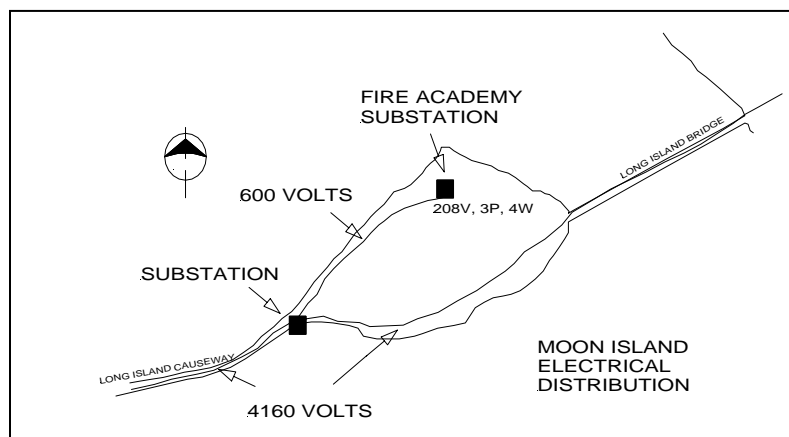 FIRE ACADEMY
SUBSTATION
LONG ISLAND BRIDGE
600 VOLTS
208V, 3P, 4W
SUBSTATION
LONG ISLAND CAUSEWAY
MOON ISLAND
ELECTRICAL
DISTRIBUTION
4160 VOLTS